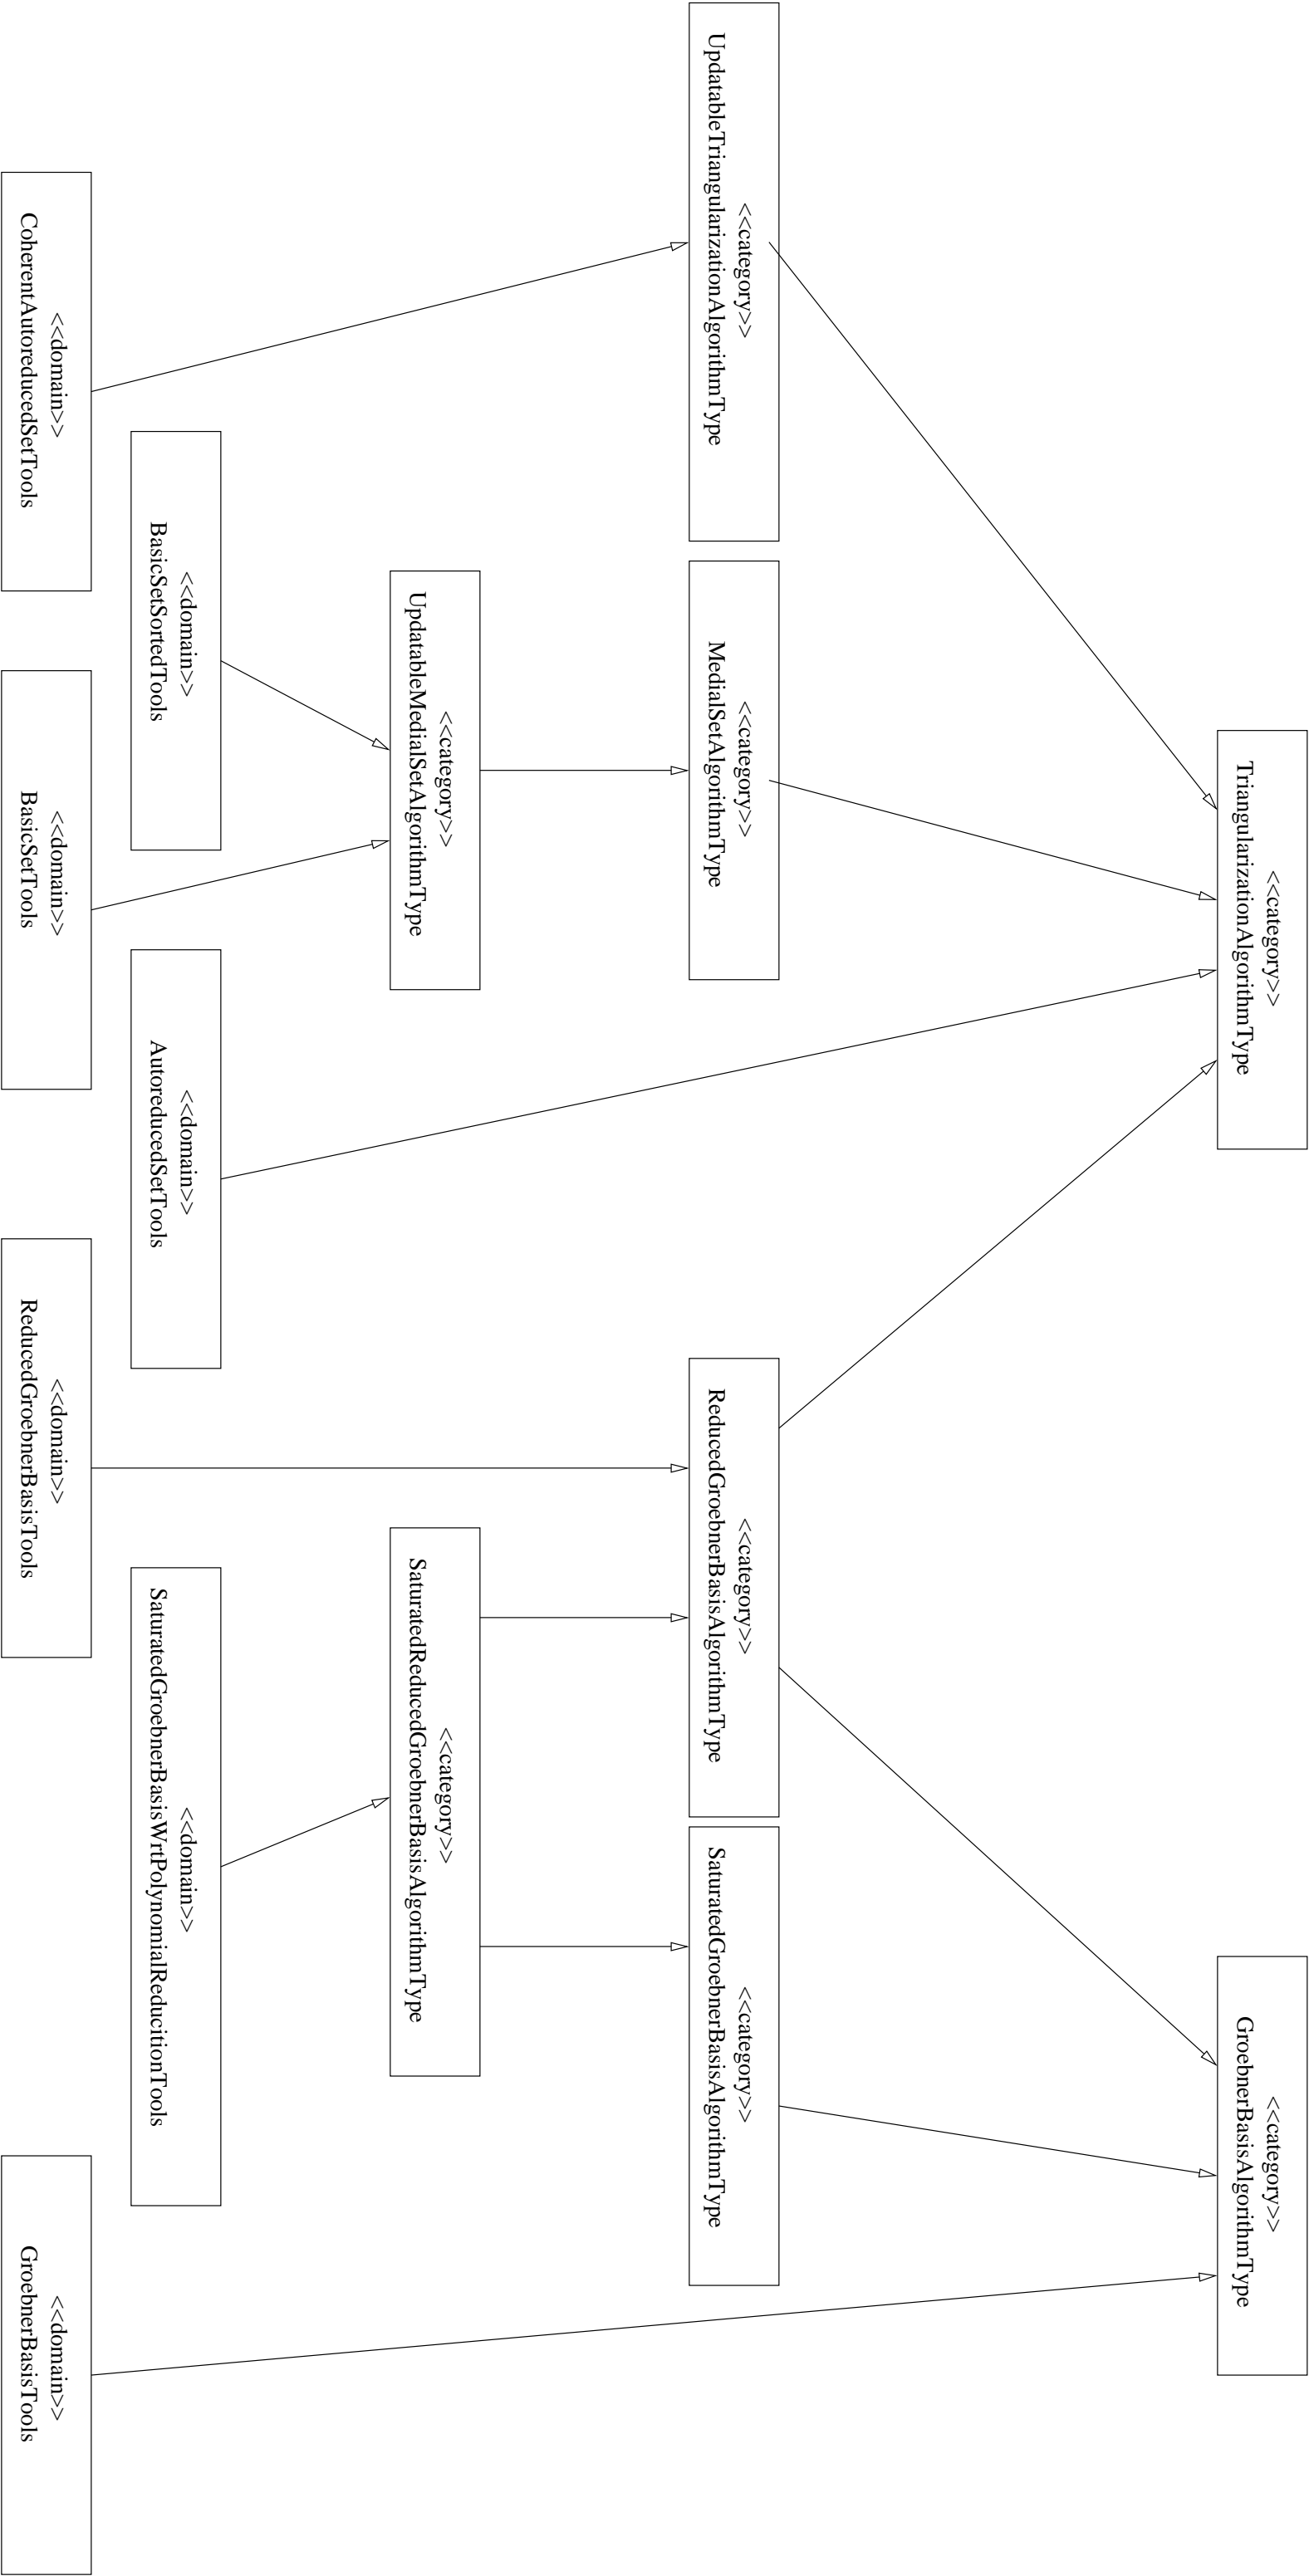 <<category>>
TriangularizationAlgorithmType
<<category>>
GroebnerBasisAlgorithmType
<<category>>
UpdatableTriangularizationAlgorithmType
<<category>>
MedialSetAlgorithmType
<<category>>
ReducedGroebnerBasisAlgorithmType
<<category>>
SaturatedGroebnerBasisAlgorithmType
<<category>>
UpdatableMedialSetAlgorithmType
<<category>>
SaturatedReducedGroebnerBasisAlgorithmType
<<domain>>
BasicSetSortedTools
<<domain>>
AutoreducedSetTools
<<domain>>
SaturatedGroebnerBasisWrtPolynomialReducitionTools
<<domain>>
CoherentAutoreducedSetTools
<<domain>>
BasicSetTools
<<domain>>
ReducedGroebnerBasisTools
<<domain>>
GroebnerBasisTools